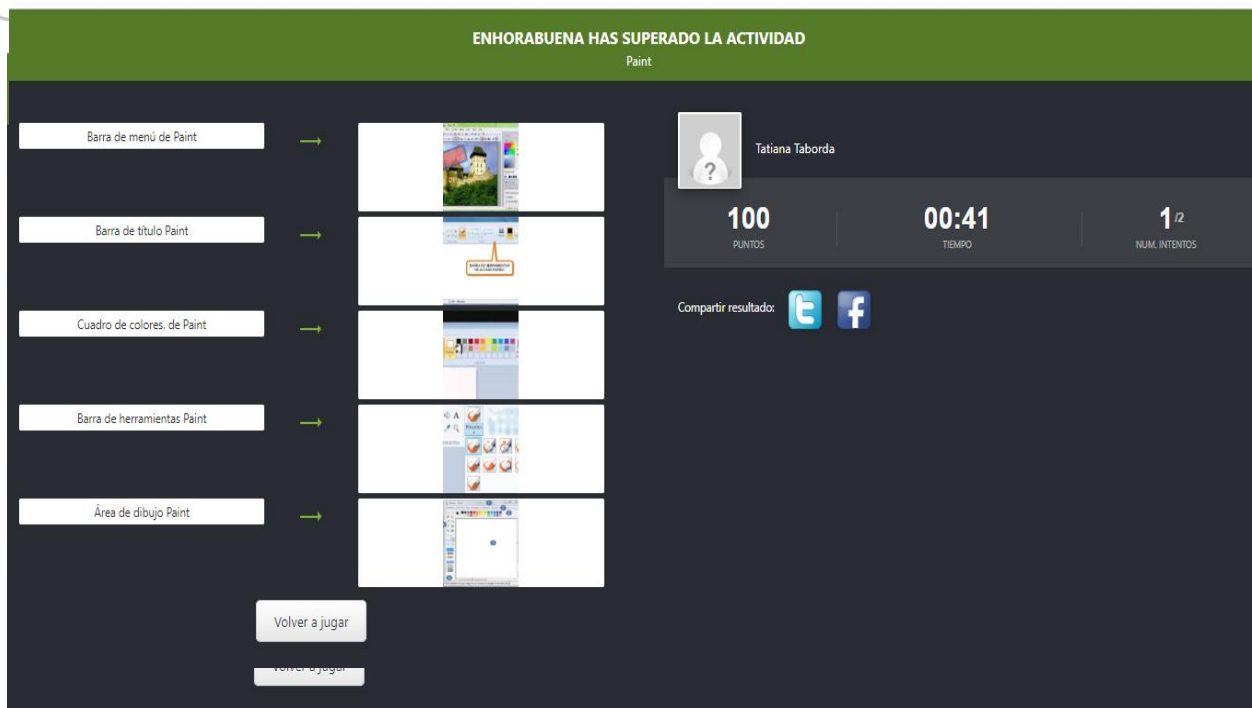 ENHORABUENA HAS SUPERADO LA ACTIVIDAD
Paint
Barra de menú de Paint
Barra de título Paint
Cuadro de colores. de Paint
Barra de herramientas Paint
Área de dibujo Paint
Volver a jugar
Volver a jugar
Tatiana Taborda
100
PUNTOS
00:41
TIEMPO
1/2
NUM. INTENTOS
Compartir resultado: